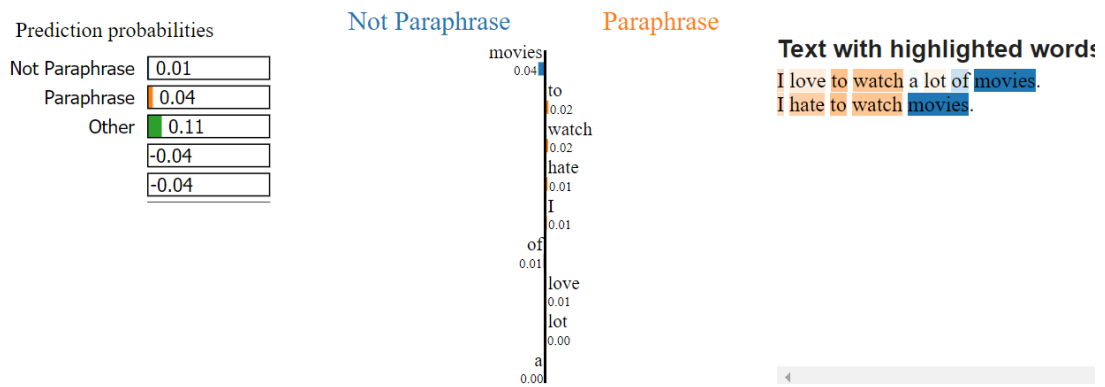 Prediction probabilities
Not Paraphrase 0.01
Paraphrase 0.04
Other 0.11
-0.04
-0.04
Not Paraphrase Paraphrase
movies
0.04
to
0.02
watch
0.02
hate
0.01
I
0.01
of
0.01
love
0.01
lot
0.00
a
0.00
Text with highlighted words
I love to watch a lot of movies.
I hate to watch movies.